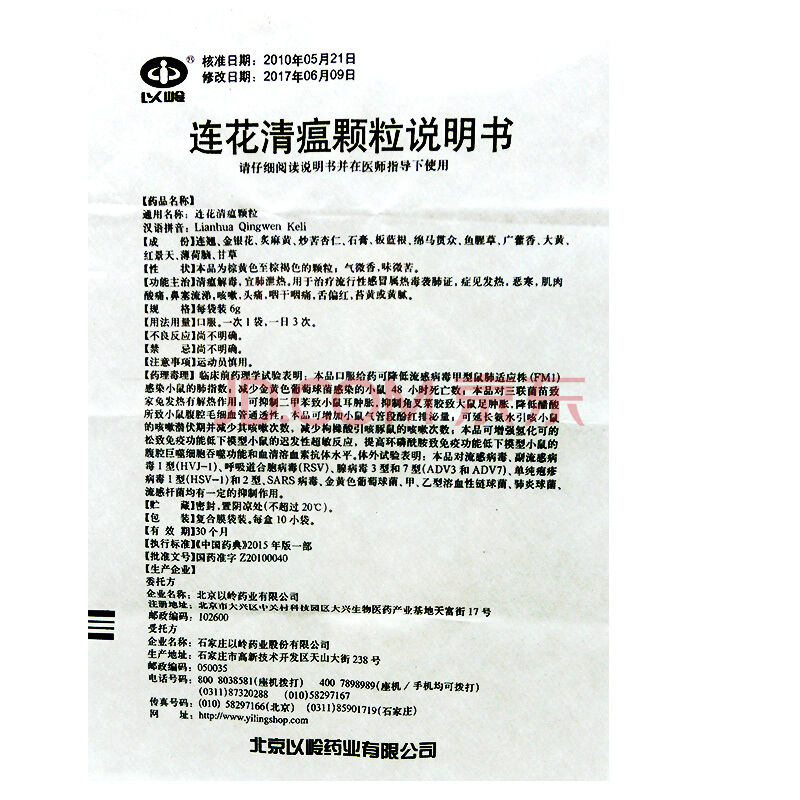 核准日期：2010年05月21日
修改日期：2017年06月09日
以岭
连花清瘟颗粒说明书
请仔细阅读说明书并在医师指导下使用
【药品名称】
通用名称：连花清瘟颗粒
汉语拼音：Lianhua Qingwen Keli
【成　　份】连翘、金银花、炙麻黄、炒苦杏仁、石膏、板蓝根、绵马贯众、鱼腥草、广藿香、大黄、
红景天、薄荷脑、甘草
【性　　状】本品为棕黄色至棕褐色的颗粒；气微香，味微苦。
【功能主治】清瘟解毒，宣肺泄热。用于治疗流行性感冒属热毒袭肺证，症见发热，恶寒，肌肉
酸痛，鼻塞流涕，咳嗽，头痛，咽干咽痛，舌偏红，苔黄或黄腻。
【规　　格】每袋装6g
【用法用量】口服。一次1袋，一日3次。
【不良反应】尚不明确。
【禁　　忌】尚不明确。
【注意事项】运动员慎用。
【药理毒理】临床前药理学试验表明：本品口服给药可降低流感病毒甲型鼠肺适应株(FM1)
感染小鼠的肺指数，减少金黄色葡萄球菌感染的小鼠 48 小时死亡数；本品对三联菌苗致
家兔发热有解热作用，可抑制二甲苯致小鼠耳肿胀，抑制角叉菜胶致大鼠足肿胀，降低醋酸
所致小鼠腹腔毛细血管通透性；本品可增加小鼠气管段酚红排泌量，可延长氨水引咳小鼠
的咳嗽潜伏期并减少其咳嗽次数，减少枸橼酸引咳豚鼠的咳嗽次数；本品可增强氢化可的
松致免疫功能低下模型小鼠的迟发性超敏反应，提高环磷酰胺致免疫功能低下模型小鼠的
腹腔巨噬细胞吞噬功能和血清溶血素抗体水平。体外试验表明：本品对流感病毒、副流感病
毒1型(HVJ-1)、呼吸道合胞病毒(RSV)、腺病毒3型和7型(ADV3和ADV7)、单纯疱疹
病毒1型(HSV-1)和2型、SARS病毒、金黄色葡萄球菌、甲、乙型溶血性链球菌、肺炎球菌、
流感杆菌均有一定的抑制作用。
【贮　　藏】密封，置阴凉处(不超过20℃)。
【包　　装】复合膜袋装。每盒10小袋。
【有 效 期】30个月
【执行标准】《中国药典》2015年版一部
【批准文号】国药准字 Z20100040
【生产企业】
委托方
企业名称：北京以岭药业有限公司
注册地址：北京市大兴区中关村科技园区大兴生物医药产业基地天富街17号
邮政编码：102600
受托方
企业名称：石家庄以岭药业股份有限公司
生产地址：石家庄市高新技术开发区天山大街238号
邮政编码：050035
电话号码：800 8038581(座机拨打)　400 7898989(座机/手机均可拨打)
(0311)87320288　(010)58297167
传真号码：(010) 58297166(北京)　(0311)85901719(石家庄)
网　　址：http://www.yilingshop.com
北京以岭药业有限公司
JD.COM 京东